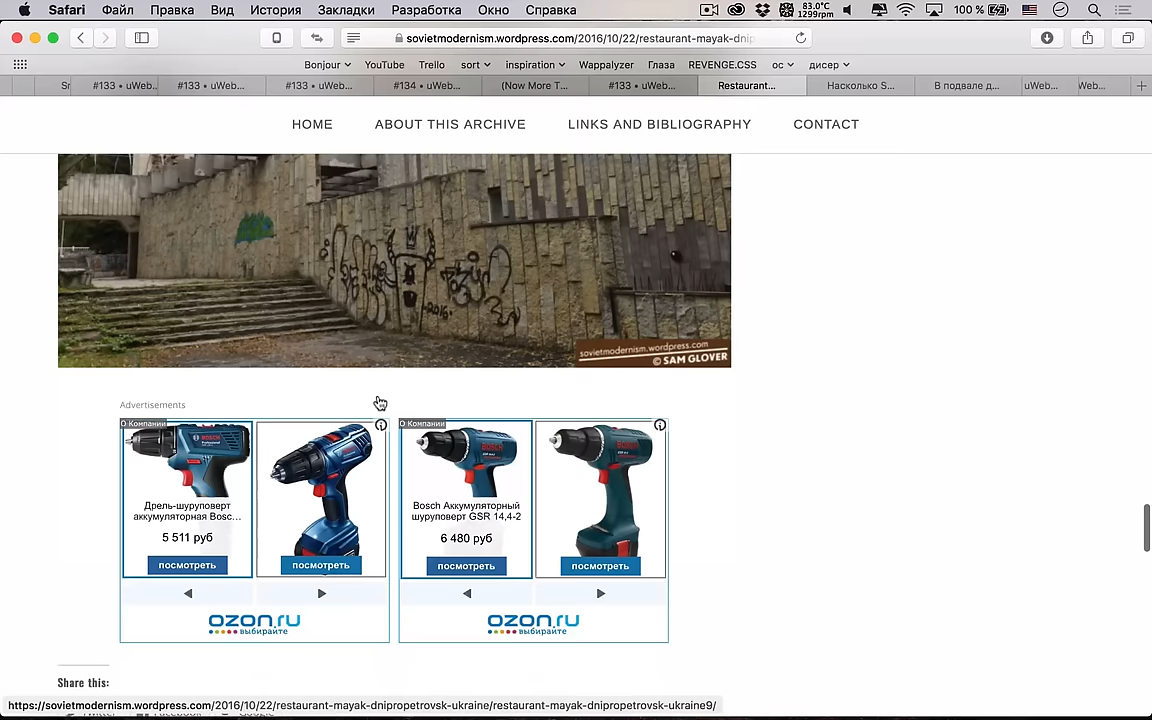 Safari Файл Правка Вид История Закладки Разработка Окно Справка 83.0°C 1299rpm 100 %
sovietmodernism.wordpress.com/2016/10/22/restaurant-mayak-dnip
Bonjour YouTube Trello sort inspiration Wappalyzer Глаза REVENGE.CSS ос дисер
#133 • uWeb... #133 • uWeb... #133 • uWeb... #134 • uWeb... (Now More T... #133 • uWeb... Restaurant... Насколько S... В подвале д... uWeb... Web...
HOME ABOUT THIS ARCHIVE LINKS AND BIBLIOGRAPHY CONTACT
2016
sovietmodernism.wordpress.com
© SAM GLOVER
Advertisements
О Компании О Компании
BOSCH BOSCH
Дрель-шуруповерт Bosch Аккумуляторный
аккумуляторная Bosc... шуруповерт GSR 14,4-2
5 511 руб 6 480 руб
посмотреть посмотреть посмотреть посмотреть
ozon.ru ozon.ru
выбирайте выбирайте
Share this:
https://sovietmodernism.wordpress.com/2016/10/22/restaurant-mayak-dnipropetrovsk-ukraine/restaurant-mayak-dnipropetrovsk-ukraine9/